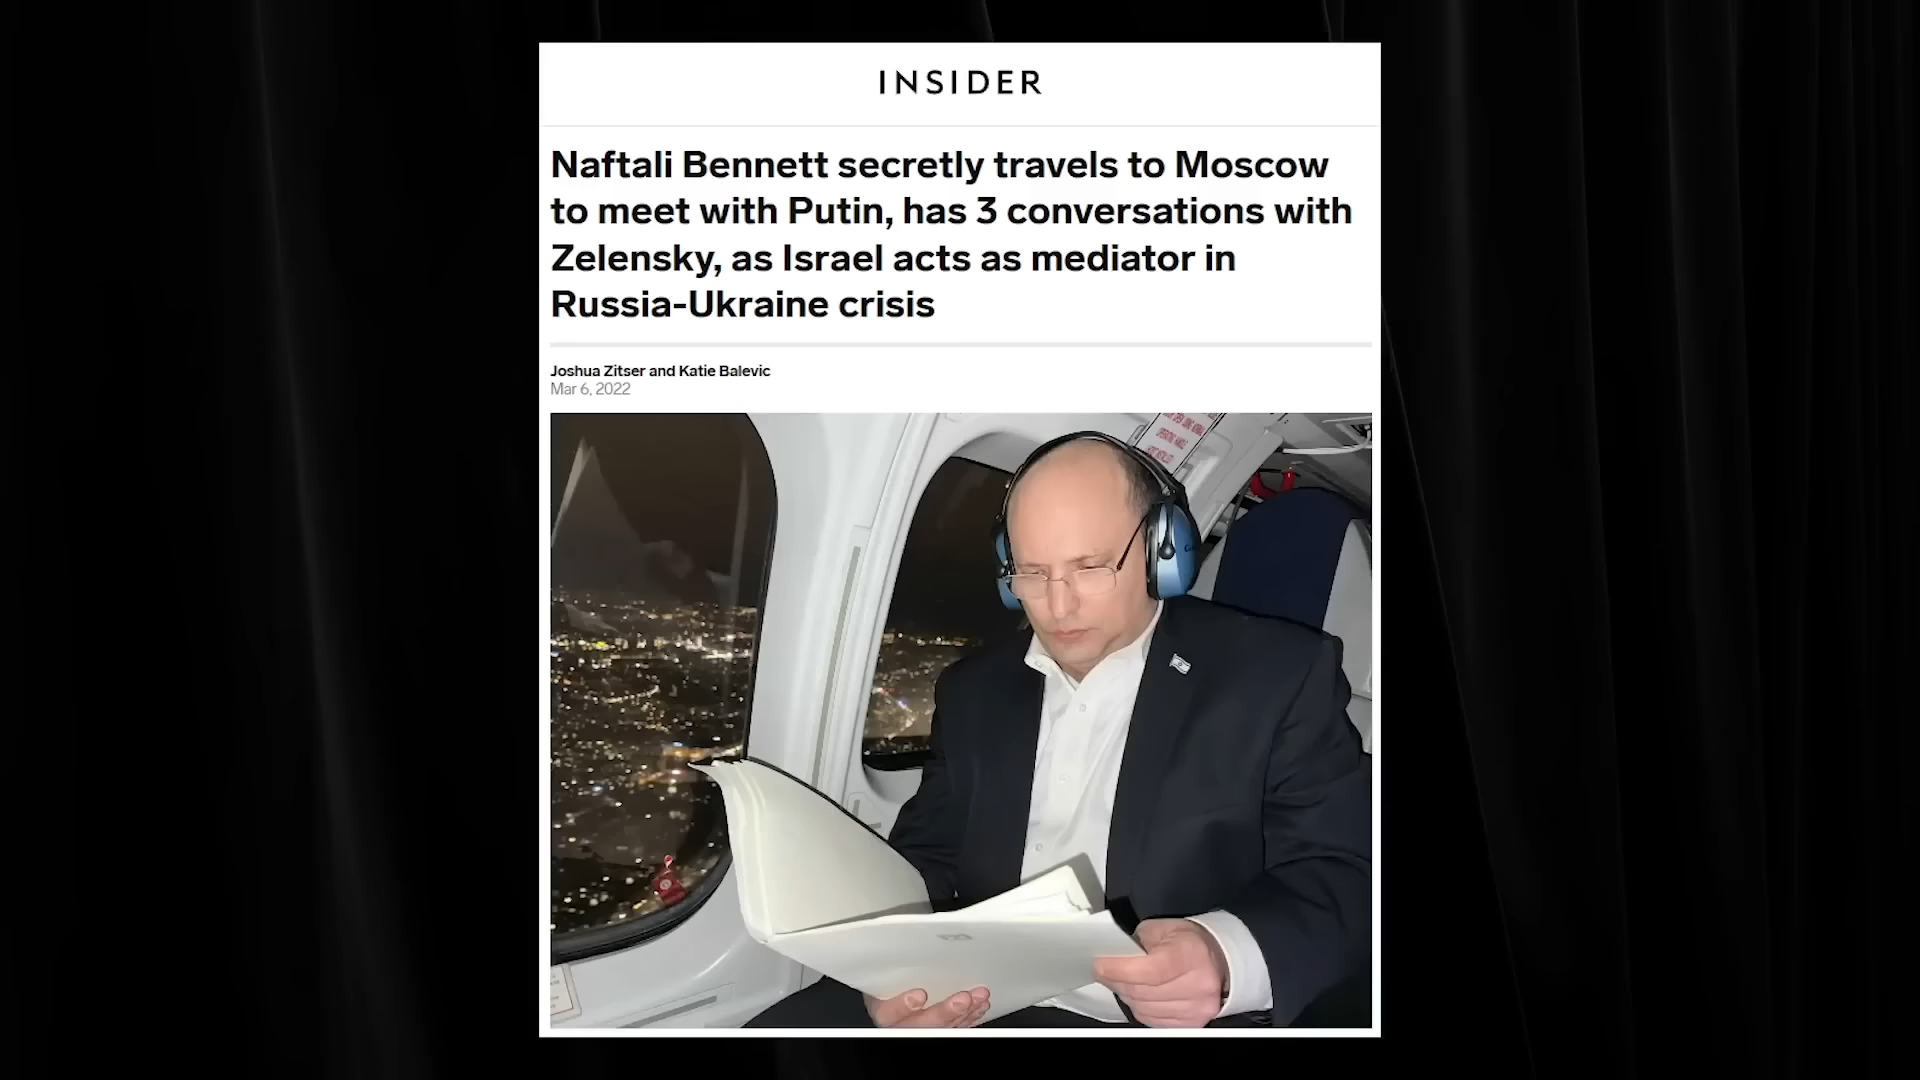 INSIDER
Naftali Bennett secretly travels to Moscow
to meet with Putin, has 3 conversations with
Zelensky, as Israel acts as mediator in
Russia-Ukraine crisis
Joshua Zitser and Katie Balevic
Mar 6, 2022